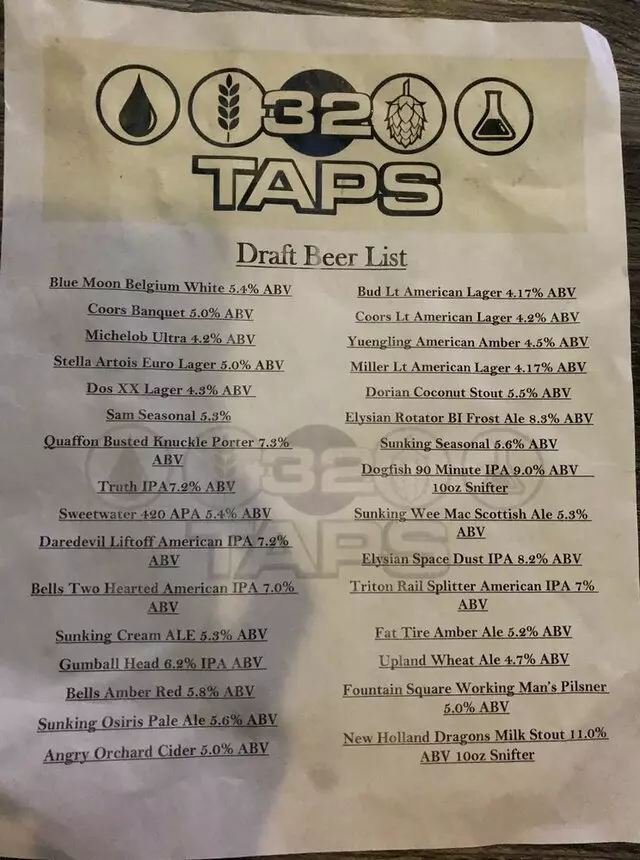 32
TAPS
Draft Beer List
Blue Moon Belgium White 5.4% ABV
Coors Banquet 5.0% ABV
Michelob Ultra 4.2% ABV
Stella Artois Euro Lager 5.0% ABV
Dos XX Lager 4.3% ABV
Sam Seasonal 5.3%
Quaffon Busted Knuckle Porter 7.3%
ABV
Truth IPA7.2% ABV
Sweetwater 420 APA 5.4% ABV
Daredevil Liftoff American IPA 7.2%
ABV
Bells Two Hearted American IPA 7.0%
ABV
Sunking Cream ALE 5.3% ABV
Gumball Head 6.2% IPA ABV
Bells Amber Red 5.8% ABV
Sunking Osiris Pale Ale 5.6% ABV
Angry Orchard Cider 5.0% ABV
Bud Lt American Lager 4.17% ABV
Coors Lt American Lager 4.2% ABV
Yuengling American Amber 4.5% ABV
Miller Lt American Lager 4.17% ABV
Dorian Coconut Stout 5.5% ABV
Elysian Rotator BI Frost Ale 8.3% ABV
Sunking Seasonal 5.6% ABV
Dogfish 90 Minute IPA 9.0% ABV
10oz Snifter
Sunking Wee Mac Scottish Ale 5.3%
ABV
Elysian Space Dust IPA 8.2% ABV
Triton Rail Splitter American IPA 7%
ABV
Fat Tire Amber Ale 5.2% ABV
Upland Wheat Ale 4.7% ABV
Fountain Square Working Man's Pilsner
5.0% ABV
New Holland Dragons Milk Stout 11.0%
ABV 10oz Snifter
32
TAPS